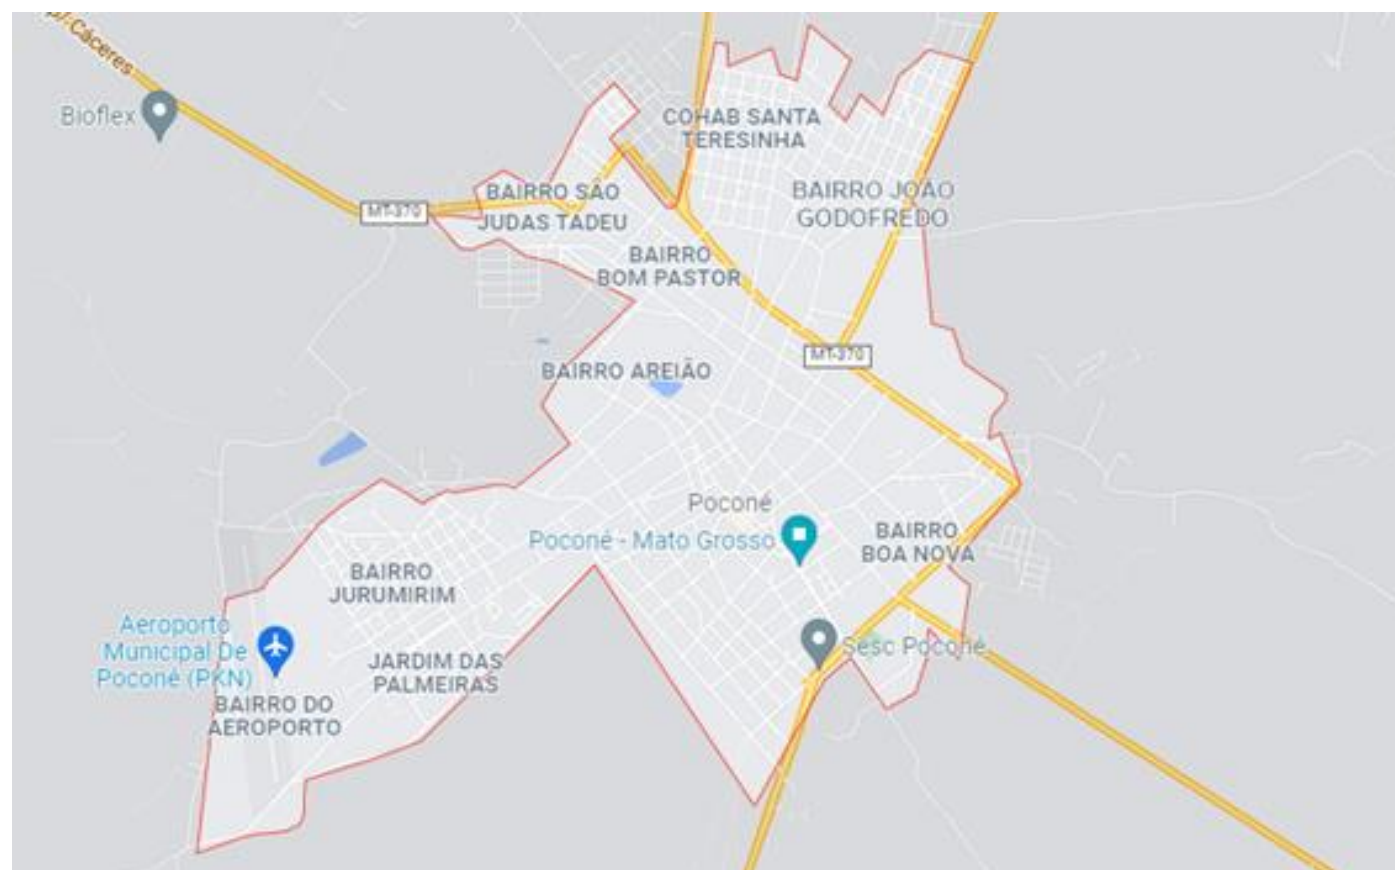 p/ Cáceres
Bioflex
MT-370
COHAB SANTA
TERESINHA
BAIRRO SÃO
JUDAS TADEU
BAIRRO JOÃO
GODOFREDO
BAIRRO
BOM PASTOR
MT-370
BAIRRO AREIÃO
Poconé
Poconé - Mato Grosso
BAIRRO
BOA NOVA
BAIRRO
JURUMIRIM
Aeroporto
Municipal De
Poconé (PKN)
Sesc Poconé
JARDIM DAS
PALMEIRAS
BAIRRO DO
AEROPORTO